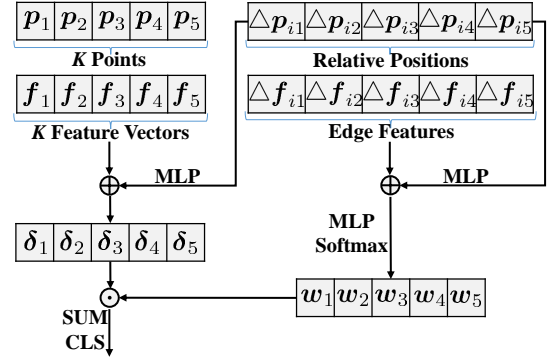 p1 p2 p3 p4 p5
△pi1 △pi2 △pi3 △pi4 △pi5
K Points
Relative Positions
f1 f2 f3 f4 f5
△fi1 △fi2 △fi3 △fi4 △fi5
K Feature Vectors
Edge Features
⊕ MLP
⊕ MLP
δ1 δ2 δ3 δ4 δ5
MLP
Softmax
w1 w2 w3 w4 w5
⊙
SUM
CLS